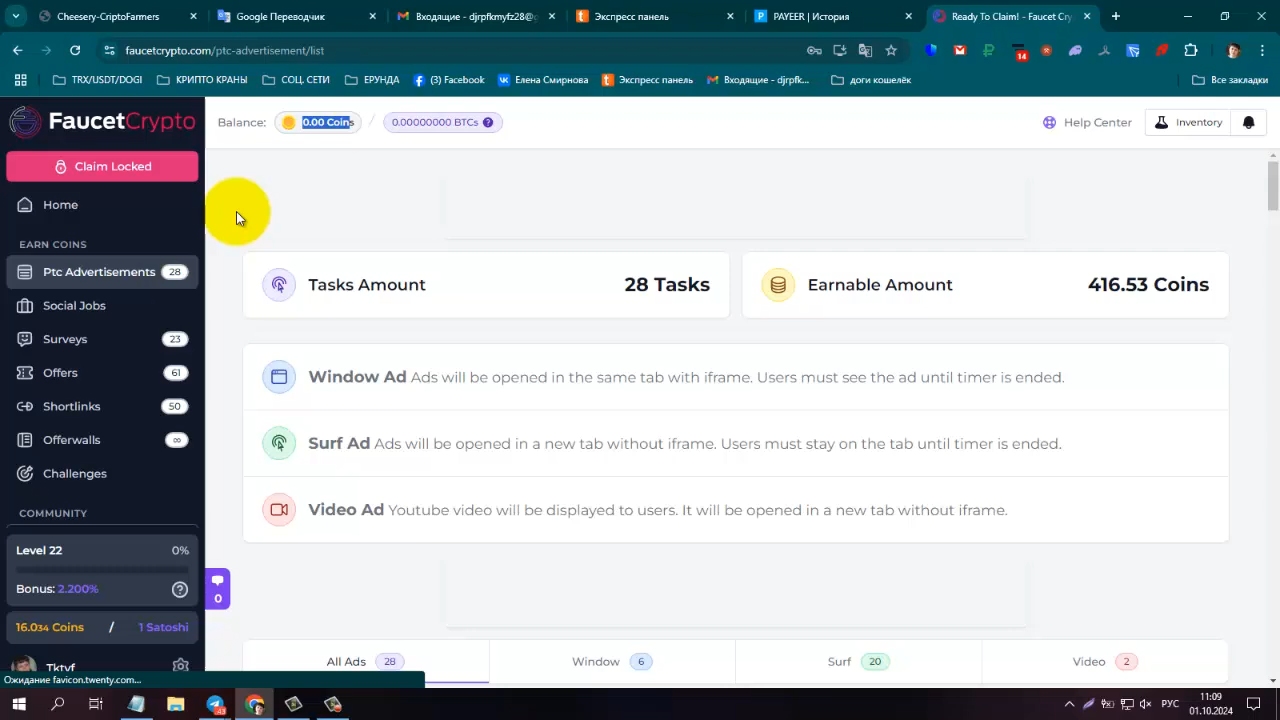 Cheesery-CriptoFarmers
Google Переводчик
Входящие - djrpfkmyfz28@g
Экспресс панель
PAYEER | История
Ready To Claim! - Faucet Cry
faucetcrypto.com/ptc-advertisement/list
14
TRX/USDT/DOGI
КРИПТО КРАНЫ
СОЦ. СЕТИ
ЕРУНДА
(3) Facebook
Елена Смирнова
Экспресс панель
Входящие - djrpfk...
доги кошелёк
Все закладки
FaucetCrypto
Balance:
0.00 Coins
/
0.00000000 BTCs
Help Center
Inventory
Claim Locked
Home
EARN COINS
Ptc Advertisements 28
Social Jobs
Surveys 23
Offers 61
Shortlinks 50
Offerwalls ∞
Challenges
COMMUNITY
Level 22 0%
Bonus: 2.200%
16.034 Coins / 1 Satoshi
0
Tasks Amount 28 Tasks
Earnable Amount 416.53 Coins
Window Ad Ads will be opened in the same tab with iframe. Users must see the ad until timer is ended.
Surf Ad Ads will be opened in a new tab without iframe. Users must stay on the tab until timer is ended.
Video Ad Youtube video will be displayed to users. It will be opened in a new tab without iframe.
All Ads 28
Window 6
Surf 20
Video 2
Ожидание favicon.twenty.com...
РУС
11:09
01.10.2024